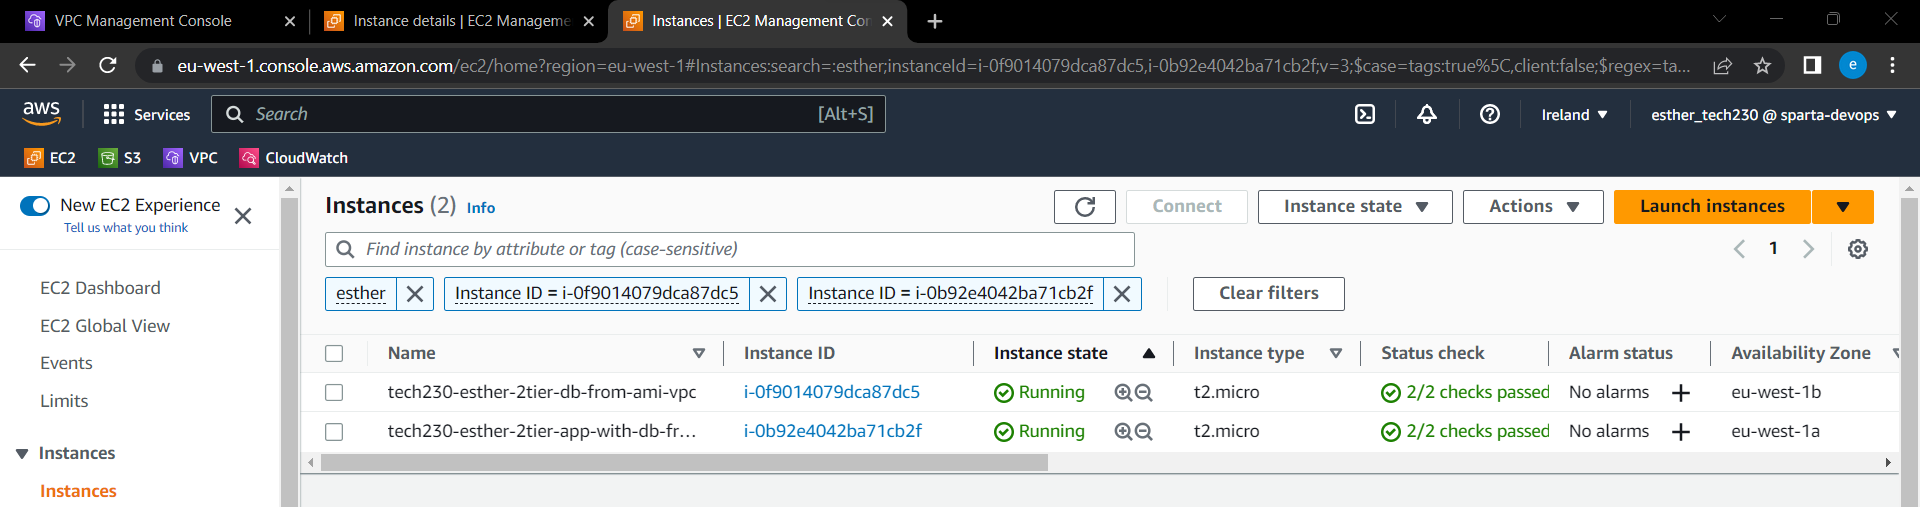 VPC Management Console
Instance details | EC2 Manageme
Instances | EC2 Management Con
eu-west-1.console.aws.amazon.com/ec2/home?region=eu-west-1#Instances:search=:esther;instanceId=i-0f9014079dca87dc5,i-0b92e4042ba71cb2f;v=3;$case=tags:true%5C,client:false;$regex=ta...
e
aws
Services
Search
[Alt+S]
Ireland
esther_tech230 @ sparta-devops
EC2
S3
VPC
CloudWatch
New EC2 Experience
Tell us what you think
EC2 Dashboard
EC2 Global View
Events
Limits
Instances
Instances
Instances (2) Info
Connect
Instance state
Actions
Launch instances
Find instance by attribute or tag (case-sensitive)
1
esther
Instance ID = i-0f9014079dca87dc5
Instance ID = i-0b92e4042ba71cb2f
Clear filters
Name Instance ID Instance state Instance type Status check Alarm status Availability Zone
tech230-esther-2tier-db-from-ami-vpc i-0f9014079dca87dc5 Running t2.micro 2/2 checks passed No alarms eu-west-1b
tech230-esther-2tier-app-with-db-fr... i-0b92e4042ba71cb2f Running t2.micro 2/2 checks passed No alarms eu-west-1a